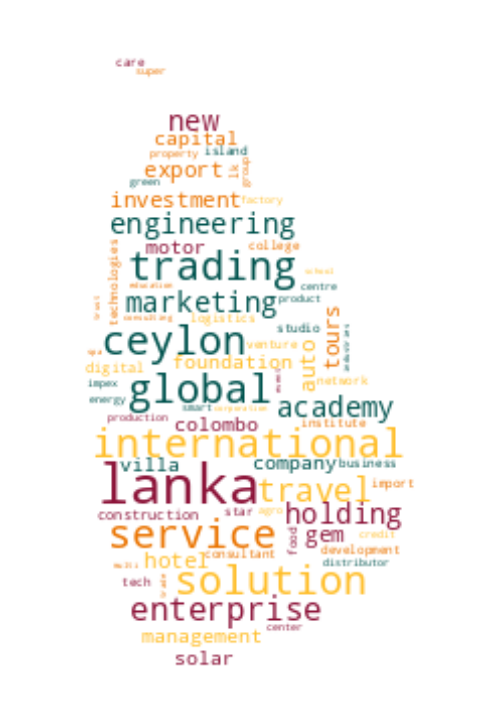 care
super
new
capital
property island
export lk group
green
investment factory
engineering
motor college
technologies
trading
school
education centre
marketing product
consulting logistics
studio tours industries
ceylon venture
spa foundation auto
digital
impex global network
energy smart corporation academy
production colombo institute
international
villa company business
lanka travel import
construction star agro holding
service food gem credit
consultant development
hotel distributor
tech solution
enterprise
center
management
solar